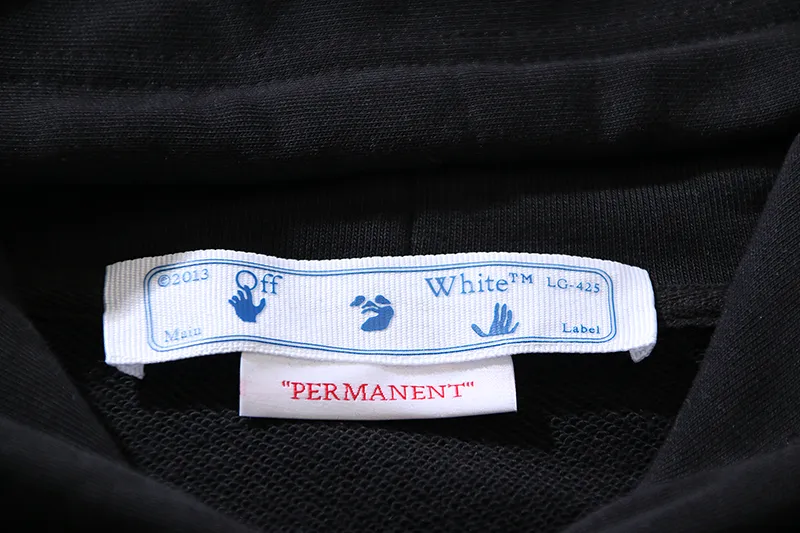 ©2013 Off White™ LG-425
Main Label
"PERMANENT"